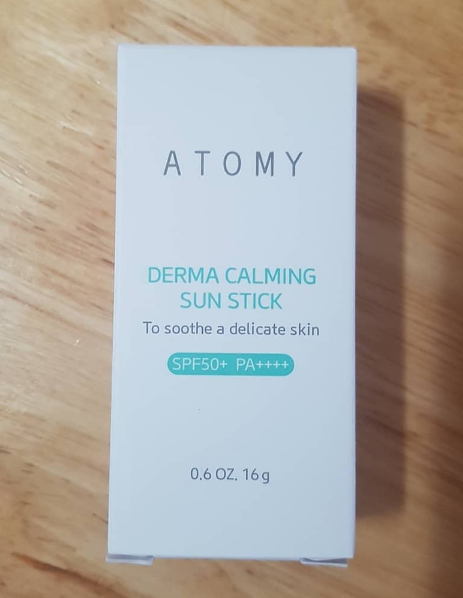 ATOMY
DERMA CALMING
SUN STICK
To soothe a delicate skin
SPF50+ PA++++
0.6 OZ. 16g